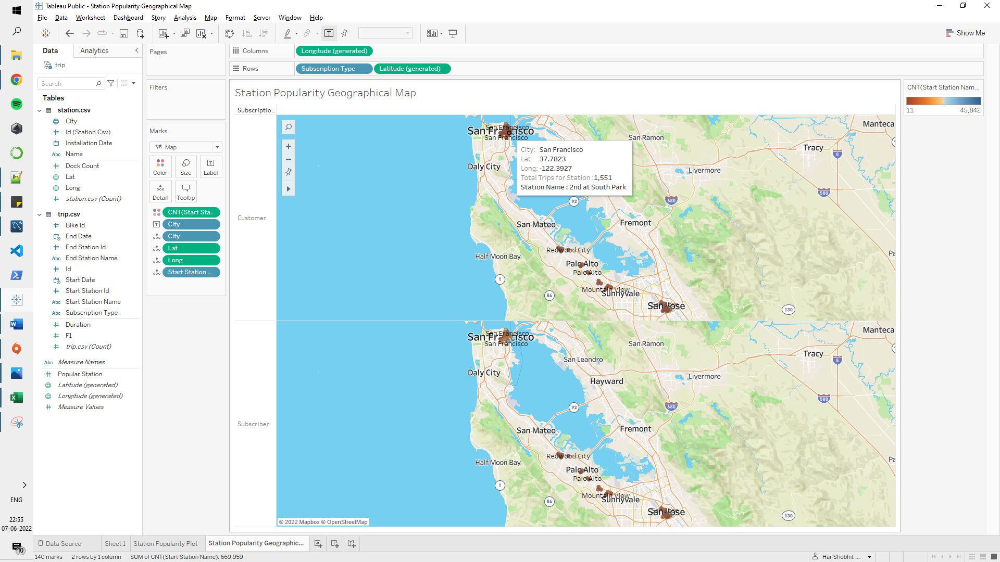 Tableau Public - Station Popularity Geographical Map
File Data Worksheet Dashboard Story Analysis Map Format Server Window Help
Show Me
Data Analytics
trip
Search
Tables
station.csv
City
Id (Station.Csv)
Installation Date
Abc Name
Dock Count
Lat
Long
station.csv (Count)
trip.csv
Bike Id
End Date
End Station Id
Abc End Station Name
Id
Start Date
Start Station Id
Abc Start Station Name
Abc Subscription Type
Duration
F1
trip.csv (Count)
Abc Measure Names
Popular Station
Latitude (generated)
Longitude (generated)
Measure Values
Pages
Filters
Marks
Map
Color Size Label
Detail Tooltip
CNT(Start Sta..
City
City
Lat
Long
Start Station ..
Columns Longitude (generated)
Rows Subscription Type Latitude (generated)
Station Popularity Geographical Map
Subscriptio..
Customer
San Francisco
San Francisco
San Francisco
City: San Francisco
Lat: 37.7823
Long: -122.3927
Total Trips for Station :1,551
Station Name : 2nd at South Park
Daly City
San Ramon
Manteca
Tracy
5
Livermore
580
680
92
San Mateo
Fremont
Redwood City
Half Moon Bay
Palo Alto
Palo Alto
Pa
1
Mountain View
Sunnyvale
84
San Jose
San Jose
130
Subscriber
San Francisco
San Francisco
San Francisco
San Ramon
Manteca
Tracy
5
San Leandro
Daly City
Livermore
Hayward
580
680
92
San Mateo
Fremont
Redwood City
Half Moon Bay
Palo Alto
Palo Alto
Pa
1
Mountain View
Sunnyvale
84
San Jose
San Jose
130
© 2022 Mapbox © OpenStreetMap
CNT(Start Station Nam...
11 45,842
ENG
22:55
07-06-2022
10
Data Source Sheet 1 Station Popularity Plot Station Popularity Geographic...
140 marks 2 rows by 1 column SUM of CNT(Start Station Name): 669,959
Har Shobhit ...